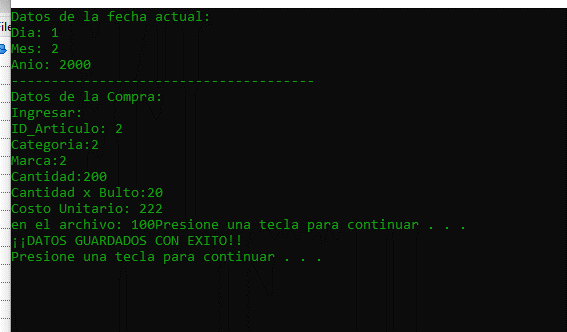 Datos de la fecha actual:
Dia: 1
Mes: 2
Anio: 2000
--------------------------------------
Datos de la Compra:
Ingresar:
ID_Articulo: 2
Categoria:2
Marca:2
Cantidad:200
Cantidad x Bulto:20
Costo Unitario: 222
en el archivo: 100Presione una tecla para continuar . . .
¡¡DATOS GUARDADOS CON EXITO!!
Presione una tecla para continuar . . .